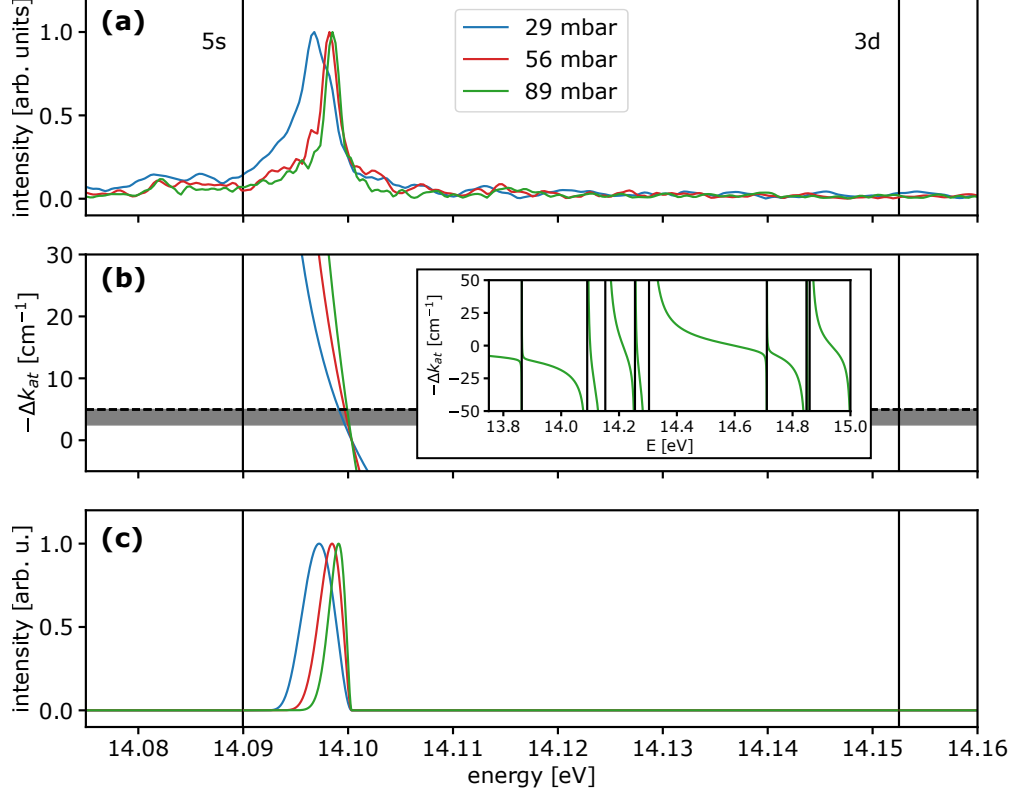 (a)
5s
3d
29 mbar
56 mbar
89 mbar
intensity [arb. units]
1.0
0.5
0.0
(b)
−Δk_at [cm⁻¹]
30
20
10
0
−Δk_at [cm⁻¹]
50
25
0
−25
−50
13.8 14.0 14.2 14.4 14.6 14.8 15.0
E [eV]
(c)
intensity [arb. u.]
1.0
0.5
0.0
14.08 14.09 14.10 14.11 14.12 14.13 14.14 14.15 14.16
energy [eV]